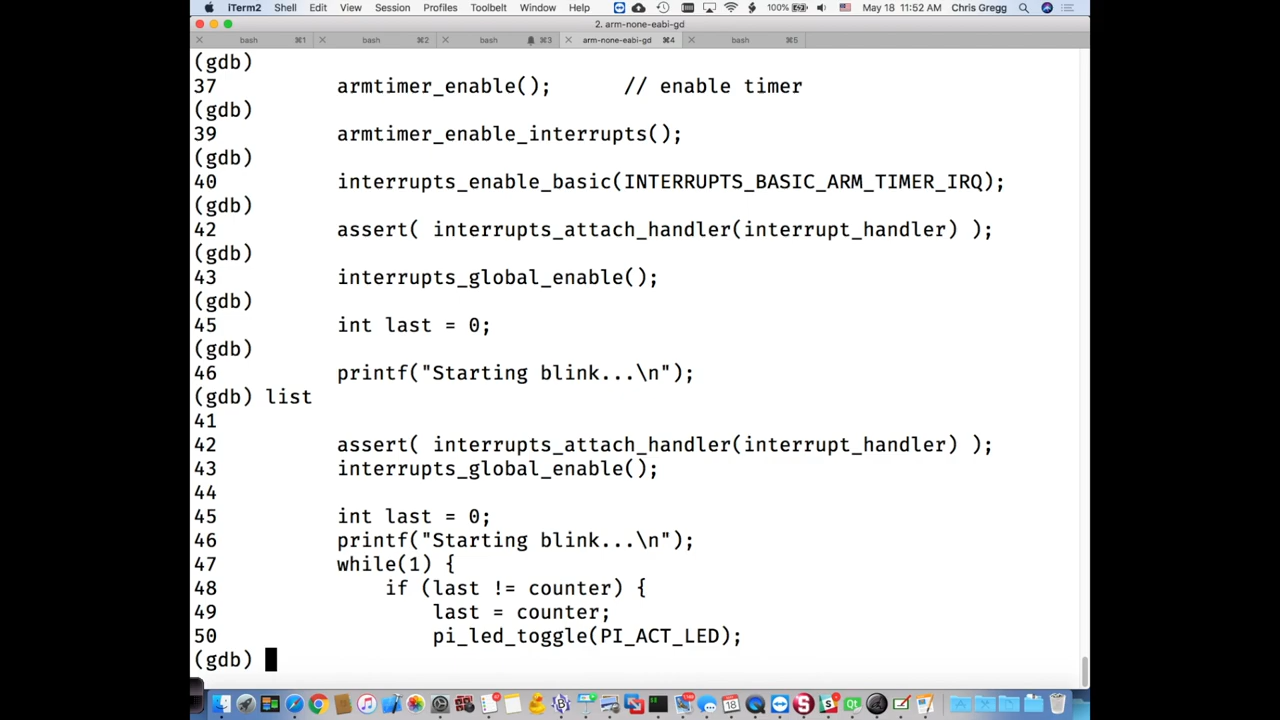 iTerm2 Shell Edit View Session Profiles Toolbelt Window Help 100% May 18 11:52 AM Chris Gregg
2. arm-none-eabi-gd
bash ⌘1 bash ⌘2 bash ⌘3 arm-none-eabi-gd ⌘4 bash ⌘5
(gdb)
37 armtimer_enable(); // enable timer
(gdb)
39 armtimer_enable_interrupts();
(gdb)
40 interrupts_enable_basic(INTERRUPTS_BASIC_ARM_TIMER_IRQ);
(gdb)
42 assert( interrupts_attach_handler(interrupt_handler) );
(gdb)
43 interrupts_global_enable();
(gdb)
45 int last = 0;
(gdb)
46 printf("Starting blink...\n");
(gdb) list
41
42 assert( interrupts_attach_handler(interrupt_handler) );
43 interrupts_global_enable();
44
45 int last = 0;
46 printf("Starting blink...\n");
47 while(1) {
48 if (last != counter) {
49 last = counter;
50 pi_led_toggle(PI_ACT_LED);
(gdb)